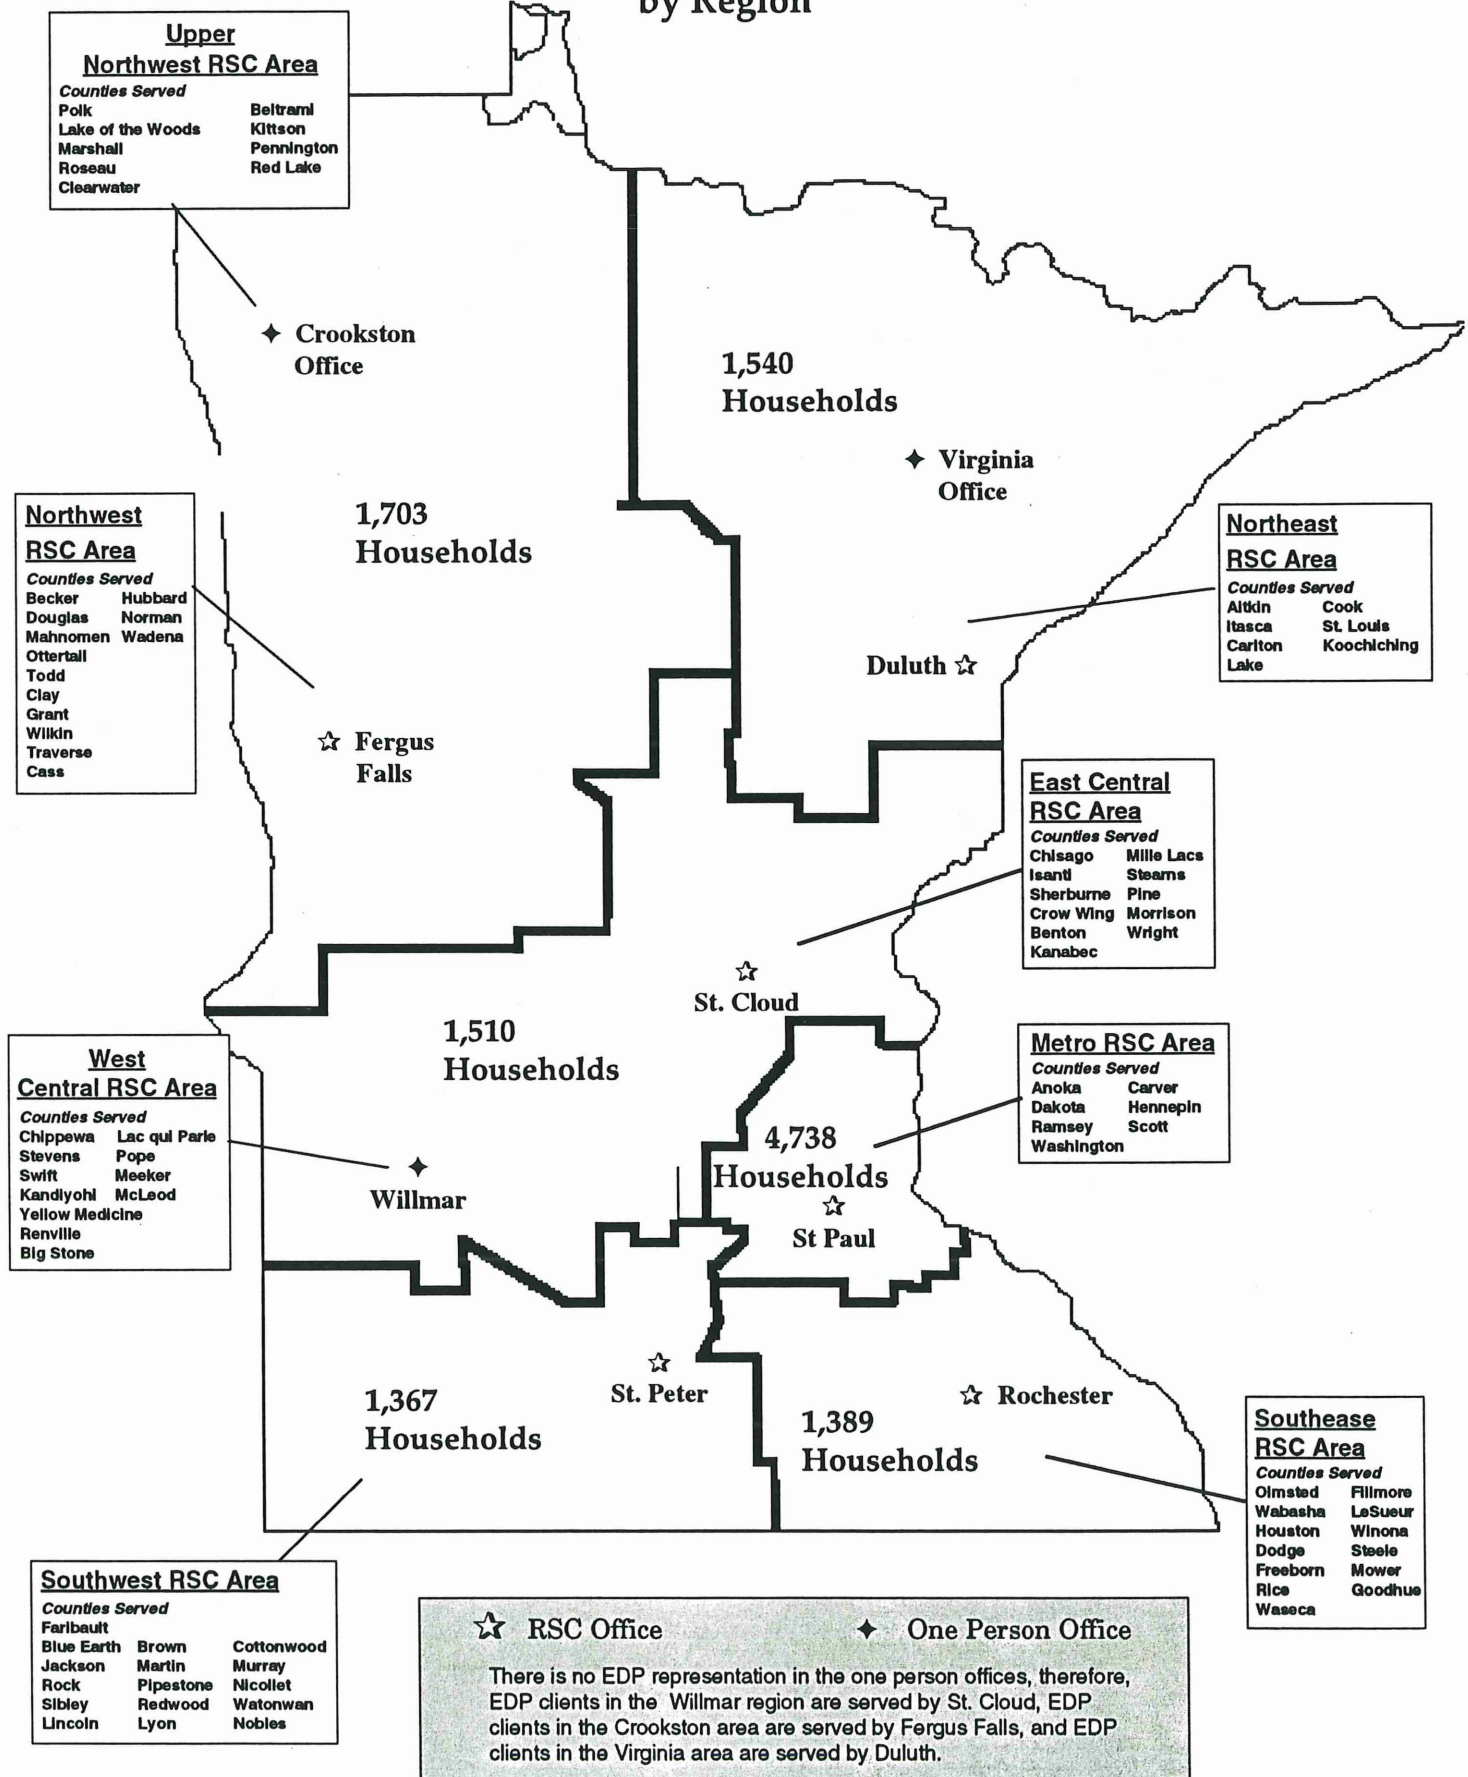 by Region
Upper
Northwest RSC Area
Counties Served
Polk Beltrami
Lake of the Woods Kittson
Marshall Pennington
Roseau Red Lake
Clearwater
Crookston
Office
1,540
Households
Virginia
Office
1,703
Households
Northwest
RSC Area
Counties Served
Becker Hubbard
Douglas Norman
Mahnomen Wadena
Ottertail
Todd
Clay
Grant
Wilkin
Traverse
Cass
Northeast
RSC Area
Counties Served
Aitkin Cook
Itasca St. Louis
Carlton Koochiching
Lake
Duluth
Fergus
Falls
East Central
RSC Area
Counties Served
Chisago Mille Lacs
Isanti Stearns
Sherburne Pine
Crow Wing Morrison
Benton Wright
Kanabec
St. Cloud
1,510
Households
West
Central RSC Area
Counties Served
Chippewa Lac qui Parle
Stevens Pope
Swift Meeker
Kandiyohi McLeod
Yellow Medicine
Renville
Big Stone
Willmar
Metro RSC Area
Counties Served
Anoka Carver
Dakota Hennepin
Ramsey Scott
Washington
4,738
Households
St Paul
St. Peter
1,367
Households
Rochester
1,389
Households
Southease
RSC Area
Counties Served
Olmsted Fillmore
Wabasha LeSueur
Houston Winona
Dodge Steele
Freeborn Mower
Rice Goodhue
Waseca
Southwest RSC Area
Counties Served
Faribault
Blue Earth Brown Cottonwood
Jackson Martin Murray
Rock Pipestone Nicollet
Sibley Redwood Watonwan
Lincoln Lyon Nobles
RSC Office One Person Office
There is no EDP representation in the one person offices, therefore,
EDP clients in the Willmar region are served by St. Cloud, EDP
clients in the Crookston area are served by Fergus Falls, and EDP
clients in the Virginia area are served by Duluth.